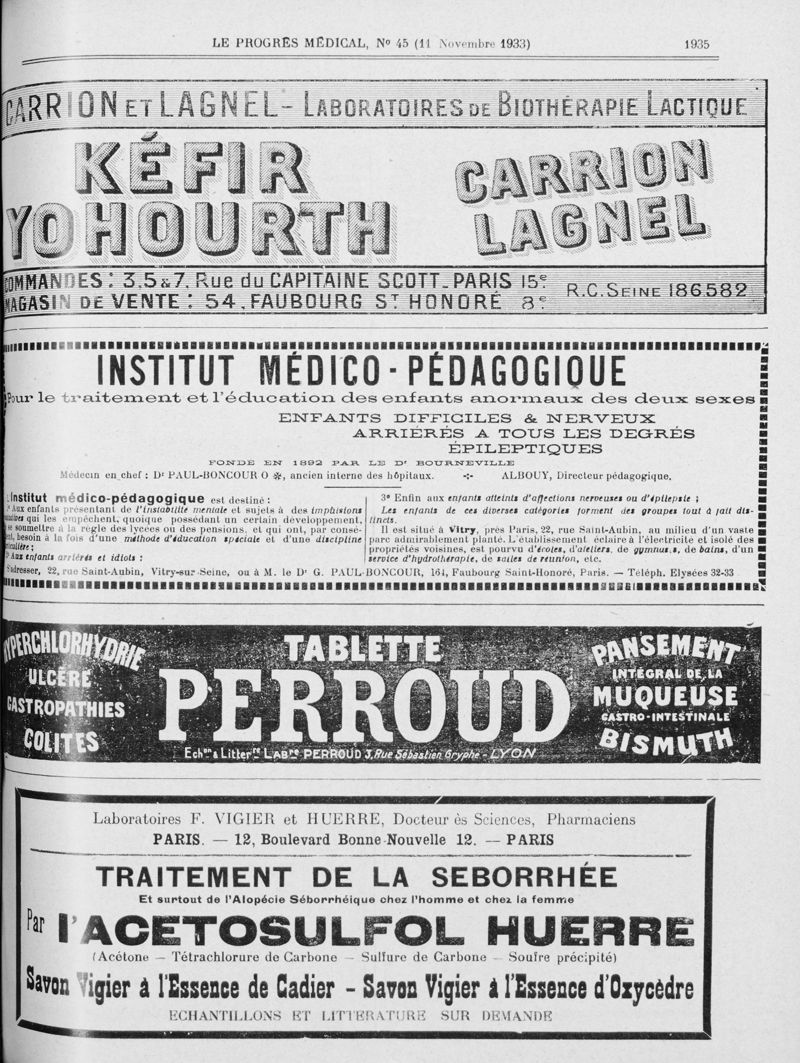 LE PROGRÈS MÉDICAL, No 45 (11 Novembre 1933) 1935
CARRION ET LAGNEL - LABORATOIRES DE BIOTHÉRAPIE LACTIQUE
KÉFIR
YOHOURTH
CARRION
LAGNEL
COMMANDES: 3,5&7, Rue du CAPITAINE SCOTT_PARIS 15e
MAGASIN DE VENTE: 54, FAUBOURG ST HONORÉ 8e
R.C. SEINE 186582
INSTITUT MÉDICO-PÉDAGOGIQUE
Pour le traitement et l'éducation des enfants anormaux des deux sexes
ENFANTS DIFFICILES & NERVEUX
ARRIÉRÉS A TOUS LES DEGRÉS
ÉPILEPTIQUES
FONDÉ EN 1892 PAR LE Dr BOURNEVILLE
Médecin en chef : Dr PAUL-BONCOUR O ✻, ancien interne des hôpitaux. -:- ALBOUY, Directeur pédagogique.
L'Institut médico-pédagogique est destiné :
1º Aux enfants présentant de l'instabilité mentale et sujets à des impulsions
qui les empêchent, quoique possédant un certain développement,
se soumettre à la règle des lycées ou des pensions, et qui ont, par consé-
besoin à la fois d'une méthode d'éducation spéciale et d'une discipline
particulière ;
2º Aux enfants arriérés et idiots :
3º Enfin aux enfants atteints d'affections nerveuses ou d'épilepsie ;
Les enfants de ces diverses catégories forment des groupes tout à fait dis-
tincts.
Il est situé à Vitry, près Paris, 22, rue Saint-Aubin, au milieu d'un vaste
parc admirablement planté. L'établissement éclairé à l'électricité et isolé des
propriétés voisines, est pourvu d'écoles, d'ateliers, de gymnases, de bains, d'un
service d'hydrothérapie, de salles de réunion, etc.
S'adresser, 22, rue Saint-Aubin, Vitry-sur-Seine, ou à M. le Dr G. PAUL-BONCOUR, 164, Faubourg Saint-Honoré, Paris. — Téléph. Elysées 32-33
HYPERCHLORHYDRIE
ULCÈRE
GASTROPATHIES
COLITES
TABLETTE
PERROUD
Echons & Littérre LABre PERROUD 3, Rue Sébastien Gryphe - LYON
PANSEMENT
INTÉGRAL DE LA
MUQUEUSE
GASTRO-INTESTINALE
BISMUTH
Laboratoires F. VIGIER et HUERRE, Docteur ès Sciences, Pharmaciens
PARIS. — 12, Boulevard Bonne-Nouvelle 12. — PARIS
TRAITEMENT DE LA SEBORRHÉE
Et surtout de l'Alopécie Séborrhéique chez l'homme et chez la femme
Par l'ACETOSULFOL HUERRE
(Acétone — Tétrachlorure de Carbone — Sulfure de Carbone — Soufre précipité)
Savon Vigier à l'Essence de Cadier - Savon Vigier à l'Essence d'Oxycèdre
ECHANTILLONS ET LITTERATURE SUR DEMANDE